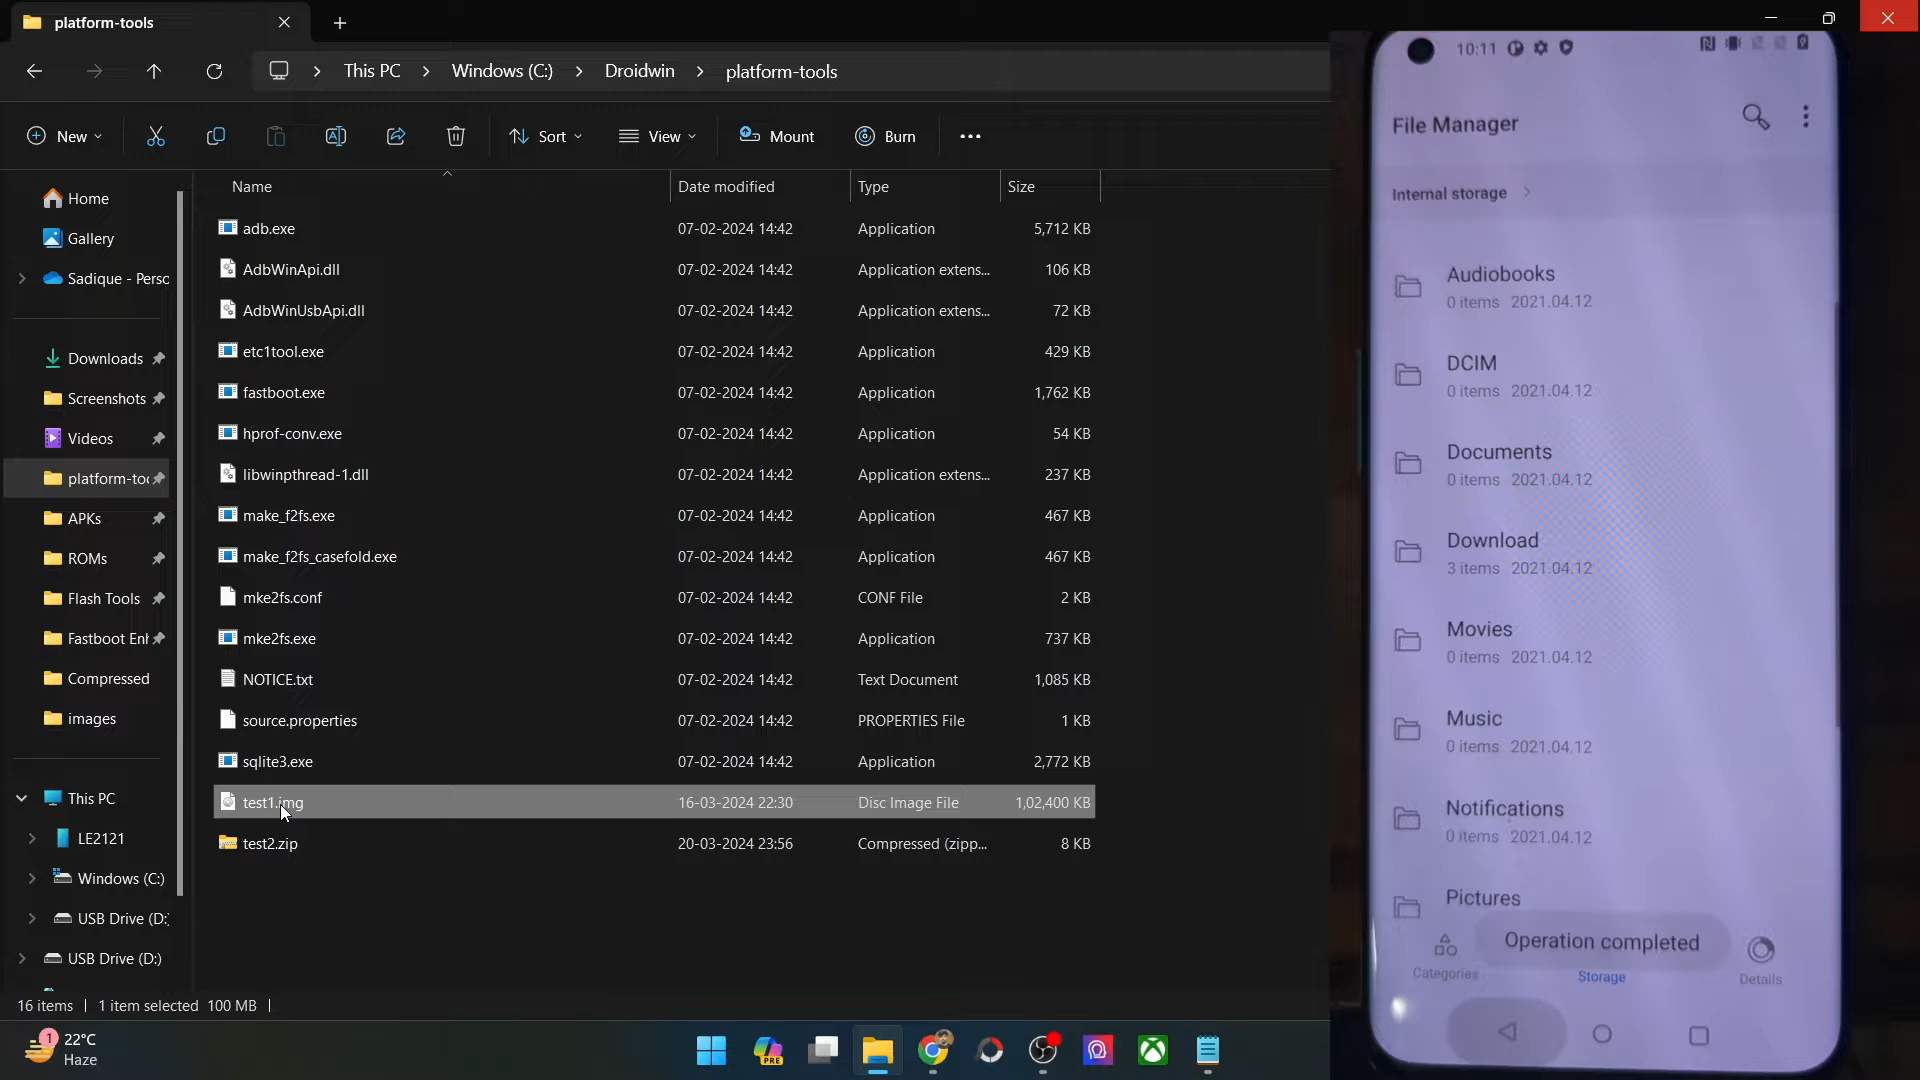 platform-tools
This PC > Windows (C:) > Droidwin > platform-tools
New
Sort
View
Mount
Burn
Name Date modified Type Size
Home
Gallery
Sadique - Perso
Downloads
Screenshots
Videos
platform-too
APKs
ROMs
Flash Tools
Fastboot Enh
Compressed
images
This PC
LE2121
Windows (C:)
USB Drive (D:)
USB Drive (D:)
adb.exe 07-02-2024 14:42 Application 5,712 KB
AdbWinApi.dll 07-02-2024 14:42 Application extens... 106 KB
AdbWinUsbApi.dll 07-02-2024 14:42 Application extens... 72 KB
etc1tool.exe 07-02-2024 14:42 Application 429 KB
fastboot.exe 07-02-2024 14:42 Application 1,762 KB
hprof-conv.exe 07-02-2024 14:42 Application 54 KB
libwinpthread-1.dll 07-02-2024 14:42 Application extens... 237 KB
make_f2fs.exe 07-02-2024 14:42 Application 467 KB
make_f2fs_casefold.exe 07-02-2024 14:42 Application 467 KB
mke2fs.conf 07-02-2024 14:42 CONF File 2 KB
mke2fs.exe 07-02-2024 14:42 Application 737 KB
NOTICE.txt 07-02-2024 14:42 Text Document 1,085 KB
source.properties 07-02-2024 14:42 PROPERTIES File 1 KB
sqlite3.exe 07-02-2024 14:42 Application 2,772 KB
test1.img 16-03-2024 22:30 Disc Image File 1,02,400 KB
test2.zip 20-03-2024 23:56 Compressed (zipp... 8 KB
16 items 1 item selected 100 MB
1
22°C
Haze
PRE
10:11
File Manager
Internal storage >
Audiobooks
0 items 2021.04.12
DCIM
0 items 2021.04.12
Documents
0 items 2021.04.12
Download
3 items 2021.04.12
Movies
0 items 2021.04.12
Music
0 items 2021.04.12
Notifications
0 items 2021.04.12
Pictures
Operation completed
Categories
Storage
Details